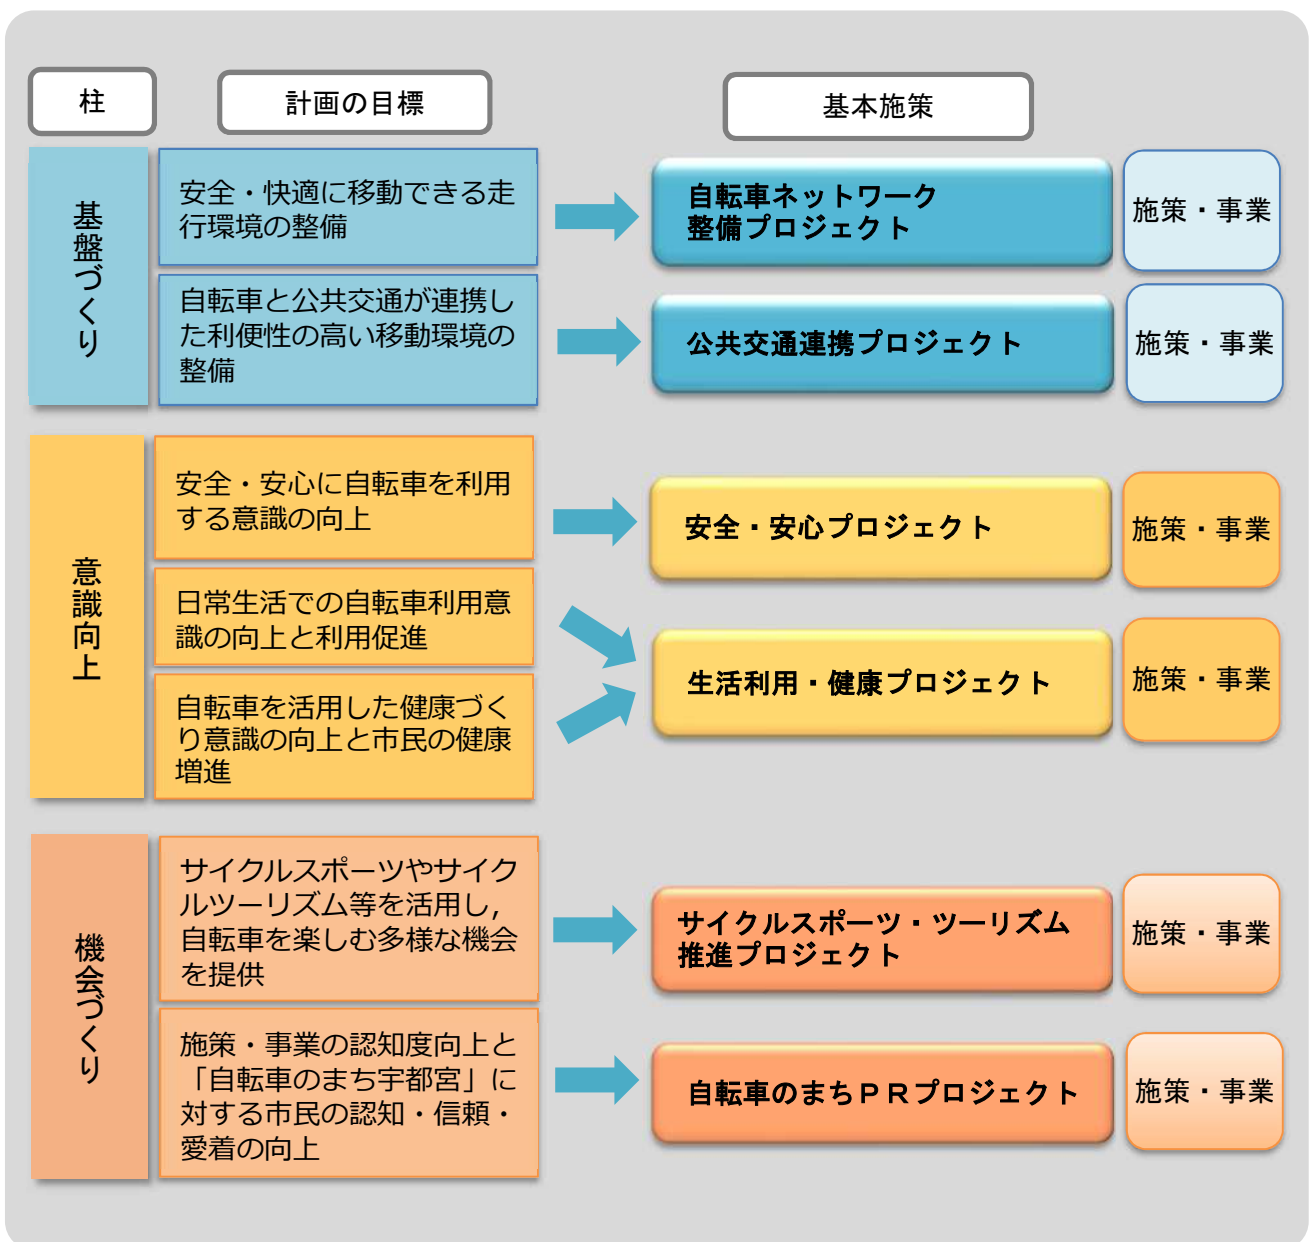 柱
計画の目標
基本施策
基盤づくり
安全・快適に移動できる走
行環境の整備
自転車ネットワーク
整備プロジェクト
施策・事業
自転車と公共交通が連携し
た利便性の高い移動環境の
整備
公共交通連携プロジェクト
施策・事業
意識向上
安全・安心に自転車を利用
する意識の向上
安全・安心プロジェクト
施策・事業
日常生活での自転車利用意
識の向上と利用促進
自転車を活用した健康づく
り意識の向上と市民の健康
増進
生活利用・健康プロジェクト
施策・事業
機会づくり
サイクルスポーツやサイク
ルツーリズム等を活用し，
自転車を楽しむ多様な機会
を提供
サイクルスポーツ・ツーリズム
推進プロジェクト
施策・事業
施策・事業の認知度向上と
「自転車のまち宇都宮」に
対する市民の認知・信頼・
愛着の向上
自転車のまちＰＲプロジェクト
施策・事業